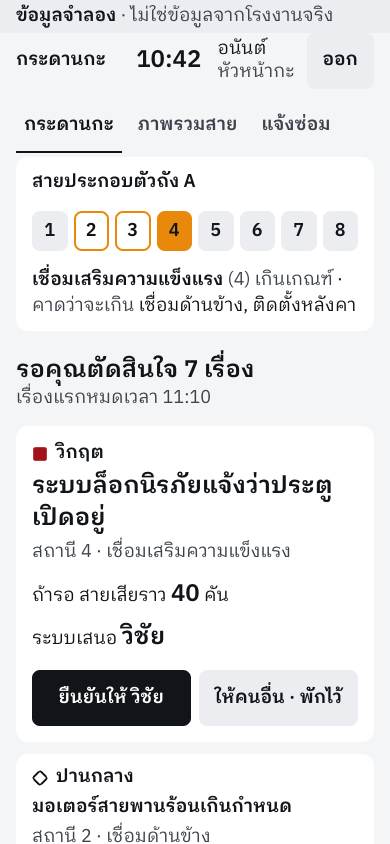 ข้อมูลจำลอง · ไม่ใช่ข้อมูลจากโรงงานจริง
กระดานกะ 10:42 อนันต์ หัวหน้ากะ ออก
กระดานกะ ภาพรวมสาย แจ้งซ่อม
สายประกอบตัวถัง A
1 2 3 4 5 6 7 8
เชื่อมเสริมความแข็งแรง (4) เกินเกณฑ์ ·
คาดว่าจะเกิน เชื่อมด้านข้าง, ติดตั้งหลังคา
รอคุณตัดสินใจ 7 เรื่อง
เรื่องแรกหมดเวลา 11:10
วิกฤต
ระบบล็อกนิรภัยแจ้งว่าประตู
เปิดอยู่
สถานี 4 · เชื่อมเสริมความแข็งแรง
ถ้ารอ สายเสียราว 40 คัน
ระบบเสนอ วิชัย
ยืนยันให้ วิชัย ให้คนอื่น · พักไว้
ปานกลาง
มอเตอร์สายพานร้อนเกินกำหนด
สถานี 2 · เชื่อมด้านข้าง